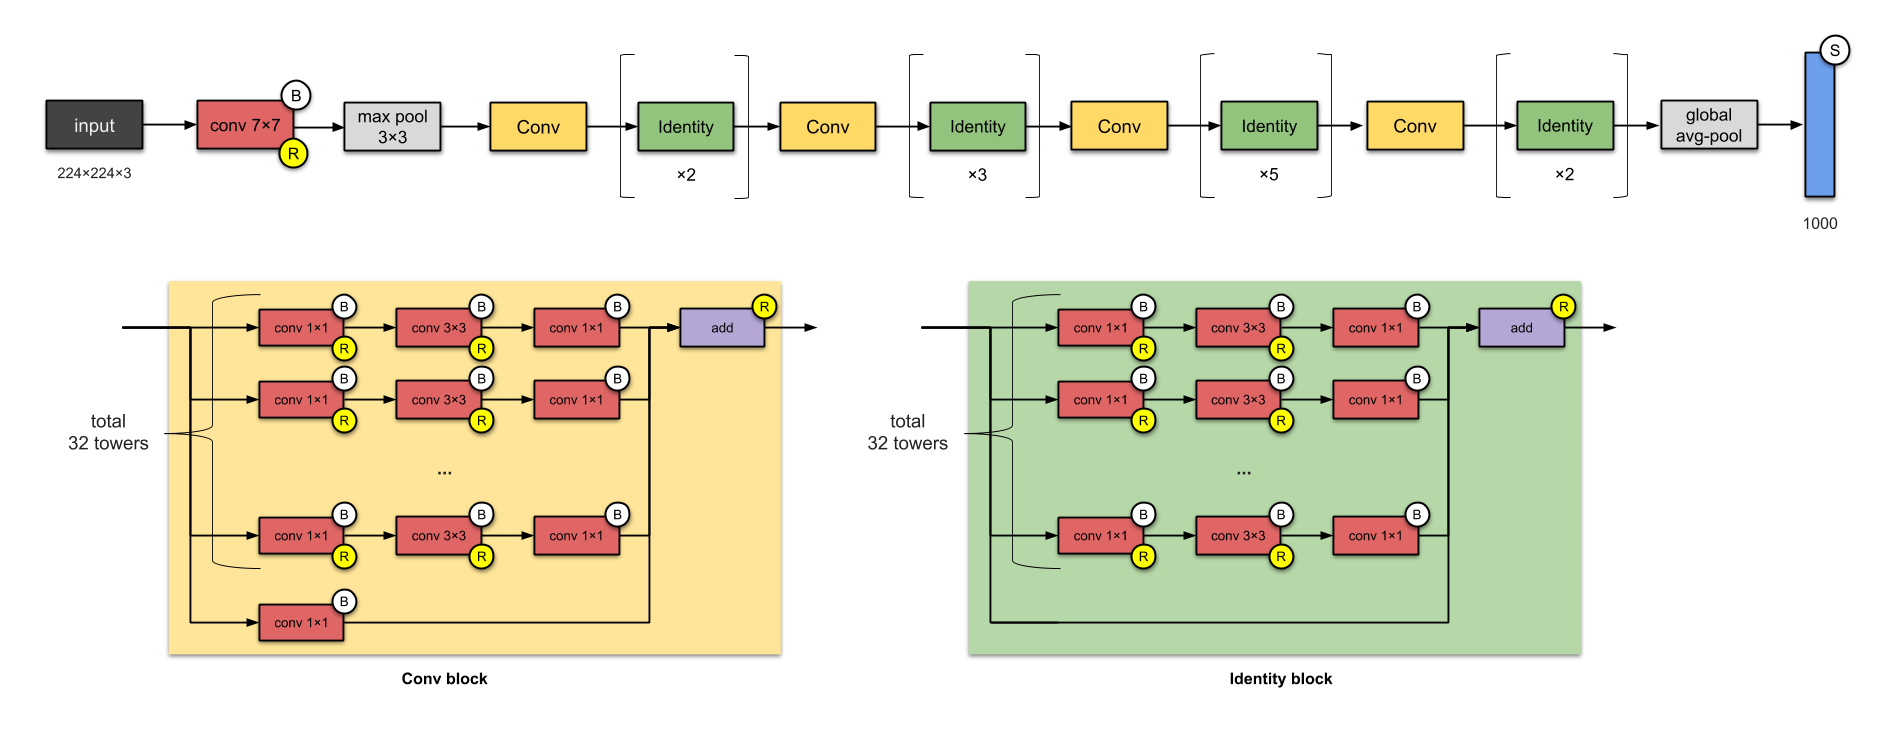 input
224×224×3
conv 7×7
B
R
max pool
3×3
Conv
Identity
×2
Conv
Identity
×3
Conv
Identity
×5
Conv
Identity
×2
global
avg-pool
S
1000
total
32 towers
conv 1×1
B
R
conv 3×3
B
R
conv 1×1
B
add
R
conv 1×1
B
R
conv 3×3
B
R
conv 1×1
B
...
conv 1×1
B
R
conv 3×3
B
R
conv 1×1
B
conv 1×1
B
Conv block
total
32 towers
conv 1×1
B
R
conv 3×3
B
R
conv 1×1
B
add
R
conv 1×1
B
R
conv 3×3
B
R
conv 1×1
B
...
conv 1×1
B
R
conv 3×3
B
R
conv 1×1
B
Identity block